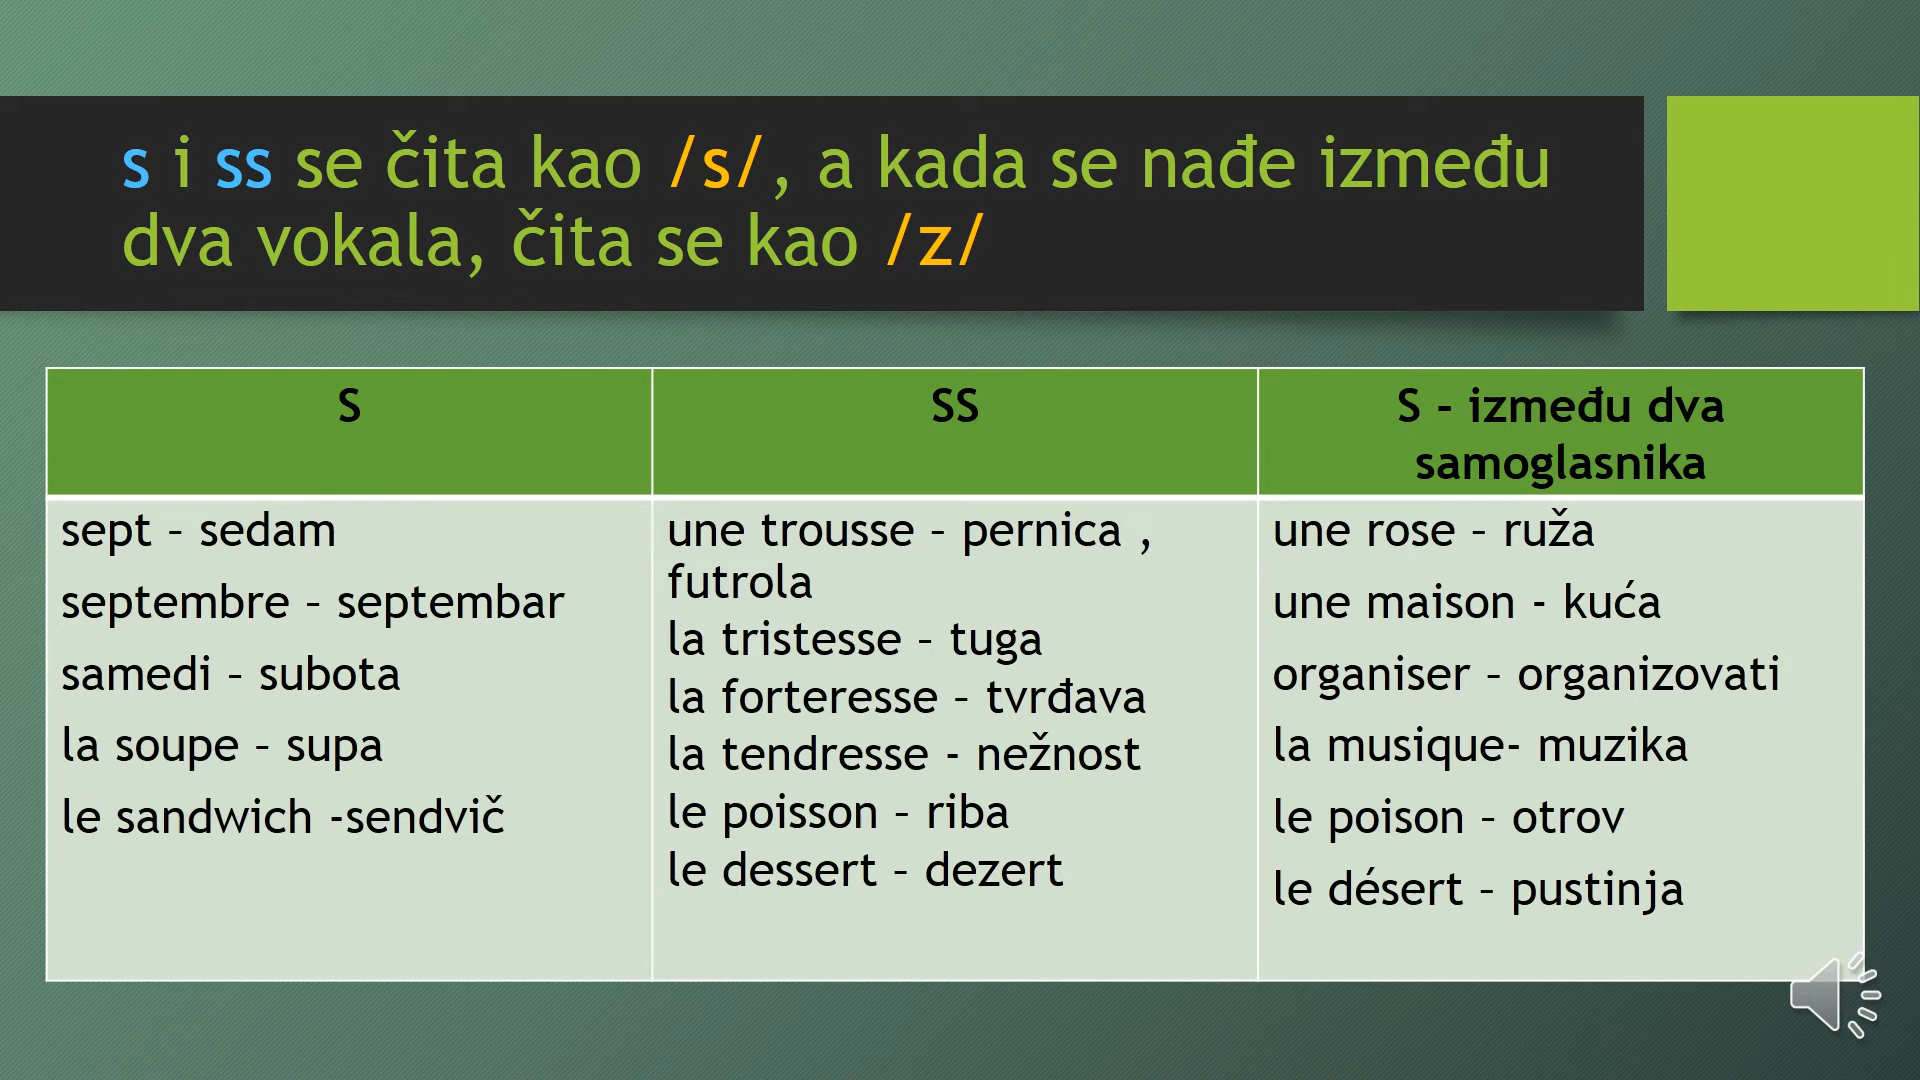 s i ss se čita kao /s/, a kada se nađe između
dva vokala, čita se kao /z/
S
SS
S - između dva
samoglasnika
sept – sedam
septembre – septembar
samedi – subota
la soupe – supa
le sandwich -sendvič
une trousse – pernica ,
futrola
la tristesse – tuga
la forteresse – tvrđava
la tendresse - nežnost
le poisson – riba
le dessert – dezert
une rose – ruža
une maison - kuća
organiser – organizovati
la musique- muzika
le poison – otrov
le désert – pustinja